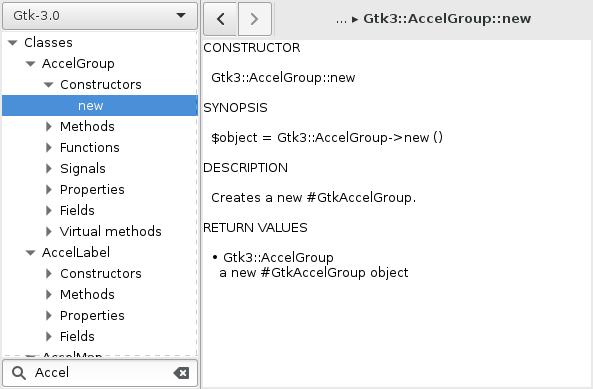 Gtk-3.0
Classes
AccelGroup
Constructors
new
Methods
Functions
Signals
Properties
Fields
Virtual methods
AccelLabel
Constructors
Methods
Properties
Fields
AccelMap
Accel
... ▸ Gtk3::AccelGroup::new
CONSTRUCTOR
Gtk3::AccelGroup::new
SYNOPSIS
$object = Gtk3::AccelGroup->new ()
DESCRIPTION
Creates a new #GtkAccelGroup.
RETURN VALUES
• Gtk3::AccelGroup
a new #GtkAccelGroup object